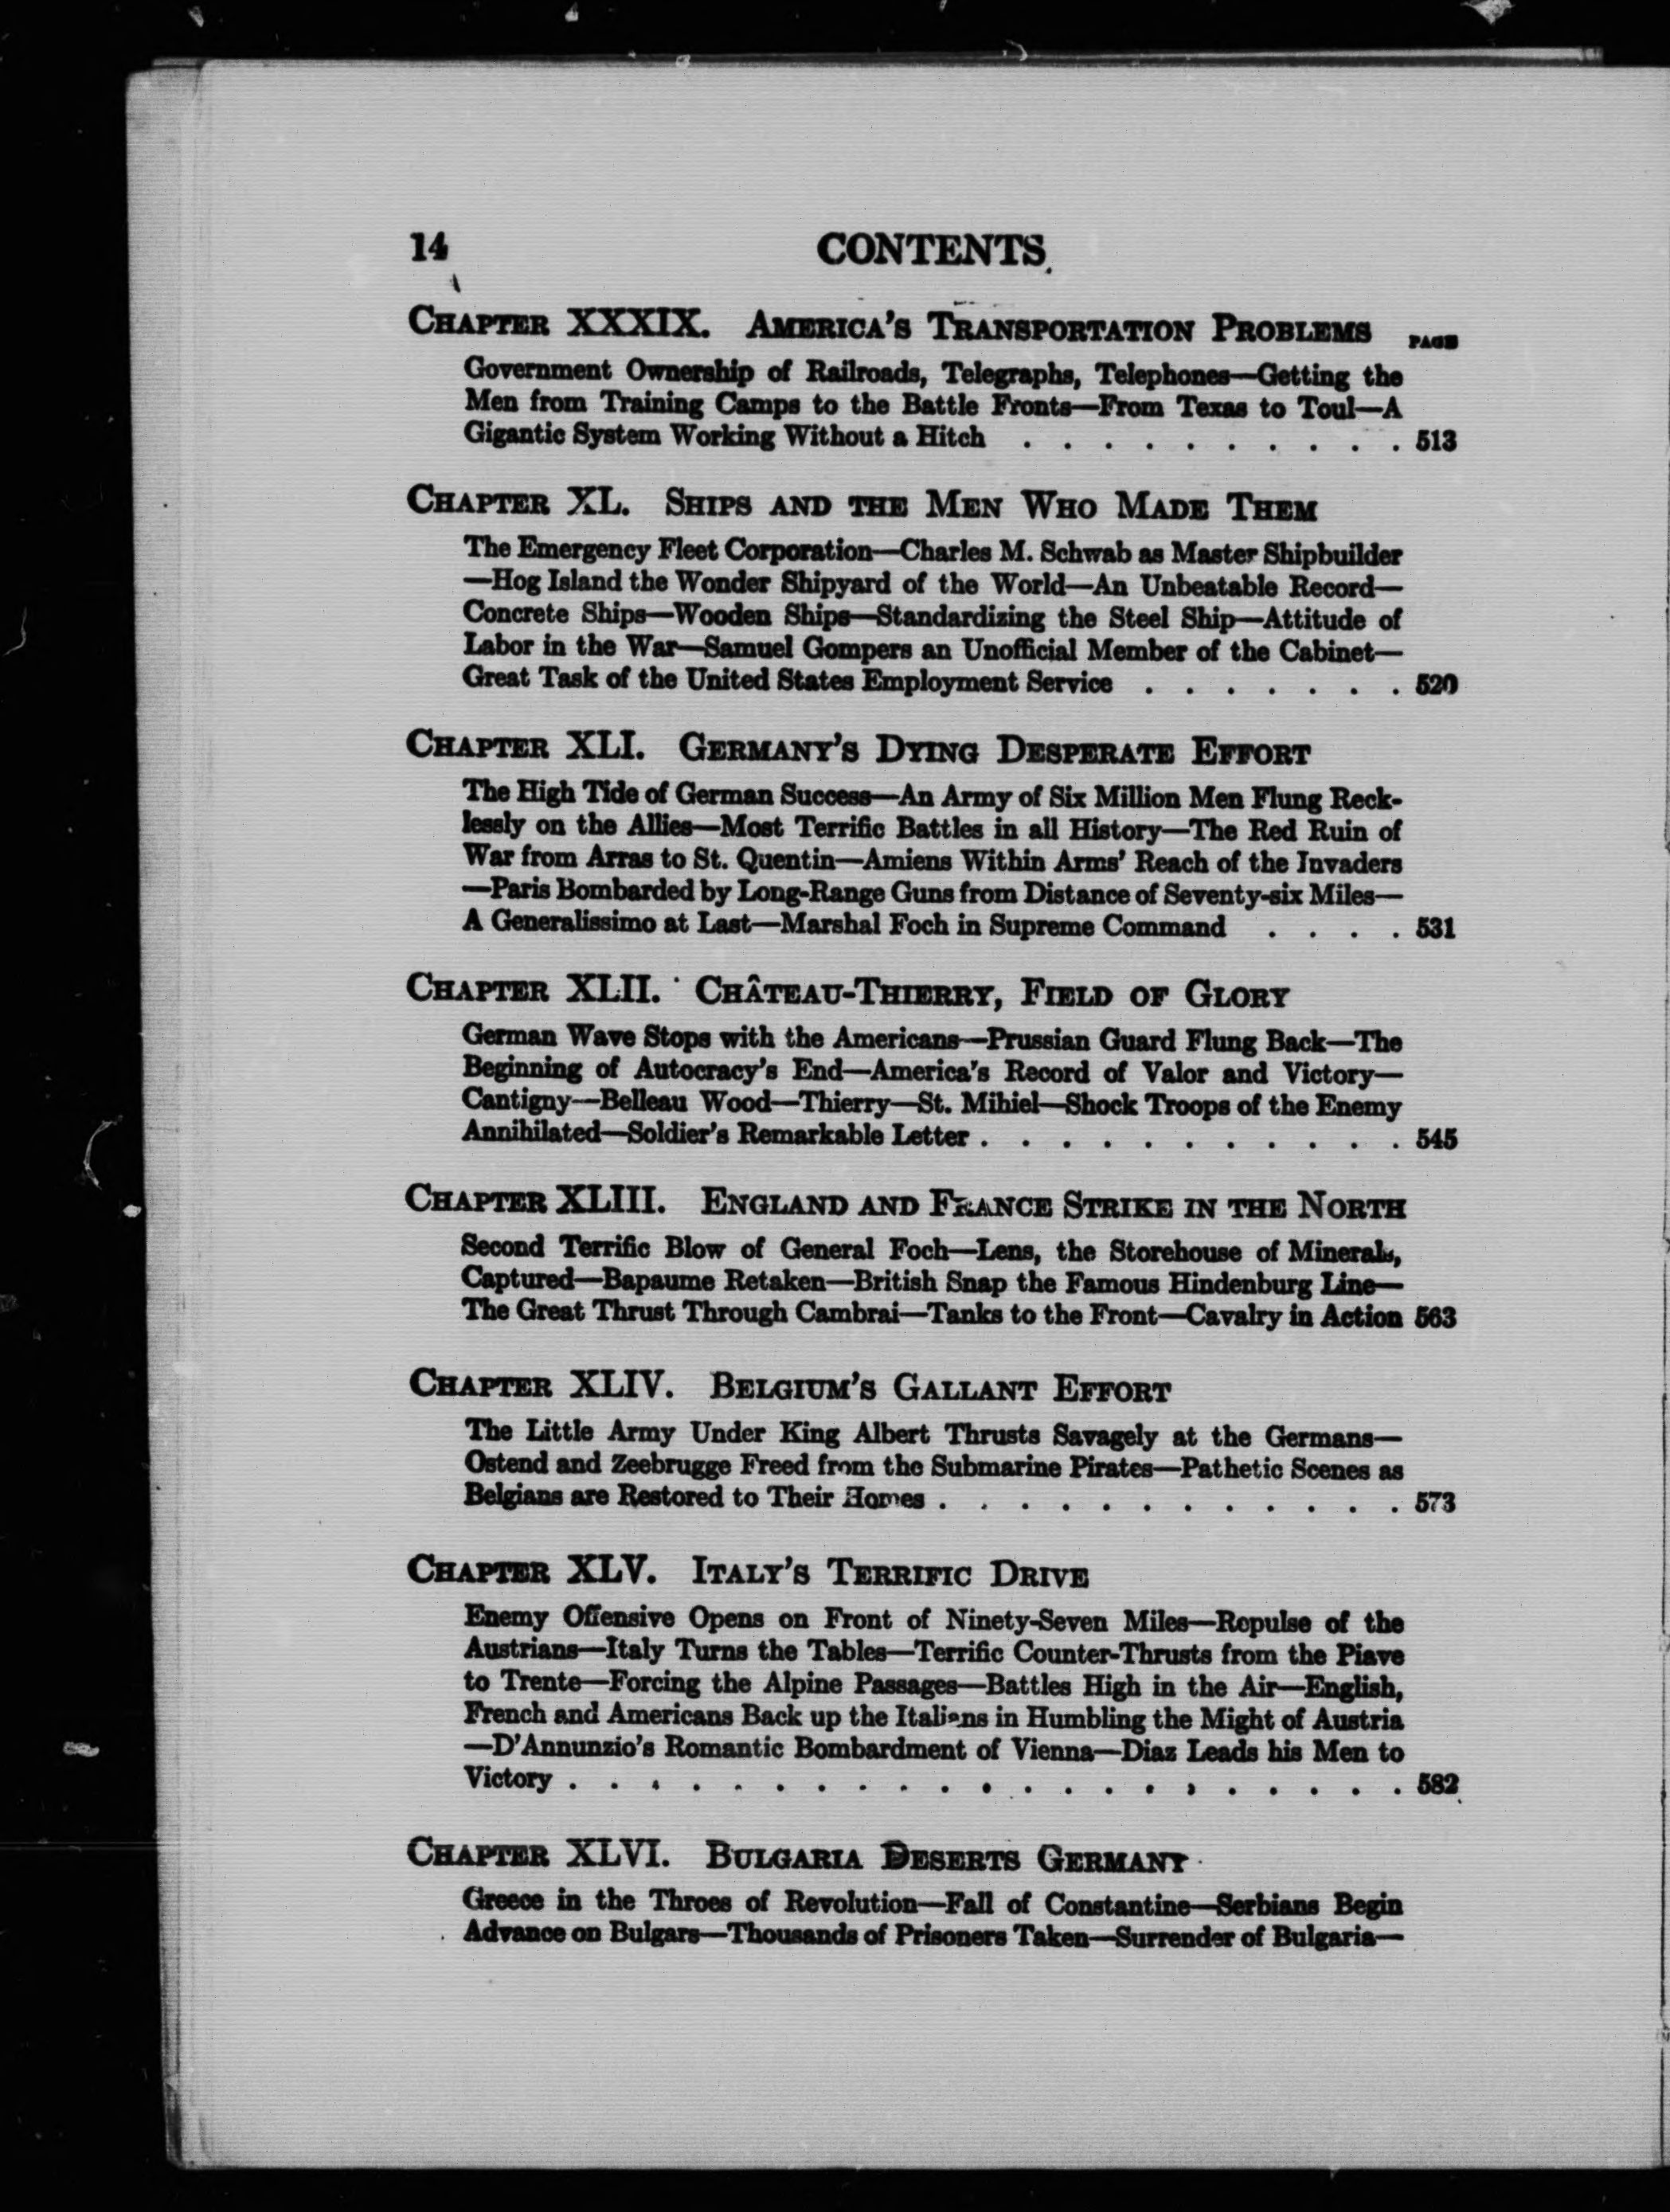 14 CONTENTS
CHAPTER XXXIX. AMERICA'S TRANSPORTATION PROBLEMS PAGE
Government Ownership of Railroads, Telegraphs, Telephones—Getting the
Men from Training Camps to the Battle Fronts—From Texas to Toul—A
Gigantic System Working Without a Hitch . . . . . . . . . . 513
CHAPTER XL. SHIPS AND THE MEN WHO MADE THEM
The Emergency Fleet Corporation—Charles M. Schwab as Master Shipbuilder
—Hog Island the Wonder Shipyard of the World—An Unbeatable Record—
Concrete Ships—Wooden Ships—Standardizing the Steel Ship—Attitude of
Labor in the War—Samuel Gompers an Unofficial Member of the Cabinet—
Great Task of the United States Employment Service . . . . . . . 520
CHAPTER XLI. GERMANY'S DYING DESPERATE EFFORT
The High Tide of German Success—An Army of Six Million Men Flung Reck-
lessly on the Allies—Most Terrific Battles in all History—The Red Ruin of
War from Arras to St. Quentin—Amiens Within Arms' Reach of the Invaders
—Paris Bombarded by Long-Range Guns from Distance of Seventy-six Miles—
A Generalissimo at Last—Marshal Foch in Supreme Command . . . . 531
CHAPTER XLII. CHÂTEAU-THIERRY, FIELD OF GLORY
German Wave Stops with the Americans—Prussian Guard Flung Back—The
Beginning of Autocracy's End—America's Record of Valor and Victory—
Cantigny—Belleau Wood—Thierry—St. Mihiel—Shock Troops of the Enemy
Annihilated—Soldier's Remarkable Letter . . . . . . . . . . . 545
CHAPTER XLIII. ENGLAND AND FRANCE STRIKE IN THE NORTH
Second Terrific Blow of General Foch—Lens, the Storehouse of Minerals,
Captured—Bapaume Retaken—British Snap the Famous Hindenburg Line—
The Great Thrust Through Cambrai—Tanks to the Front—Cavalry in Action 563
CHAPTER XLIV. BELGIUM'S GALLANT EFFORT
The Little Army Under King Albert Thrusts Savagely at the Germans—
Ostend and Zeebrugge Freed from the Submarine Pirates—Pathetic Scenes as
Belgians are Restored to Their Homes . . . . . . . . . . . . 573
CHAPTER XLV. ITALY'S TERRIFIC DRIVE
Enemy Offensive Opens on Front of Ninety-Seven Miles—Repulse of the
Austrians—Italy Turns the Tables—Terrific Counter-Thrusts from the Piave
to Trente—Forcing the Alpine Passages—Battles High in the Air—English,
French and Americans Back up the Italians in Humbling the Might of Austria
—D'Annunzio's Romantic Bombardment of Vienna—Diaz Leads his Men to
Victory . . . . . . . . . . . . . . . . . . . . . 582
CHAPTER XLVI. BULGARIA DESERTS GERMANY
Greece in the Throes of Revolution—Fall of Constantine—Serbians Begin
Advance on Bulgars—Thousands of Prisoners Taken—Surrender of Bulgaria—